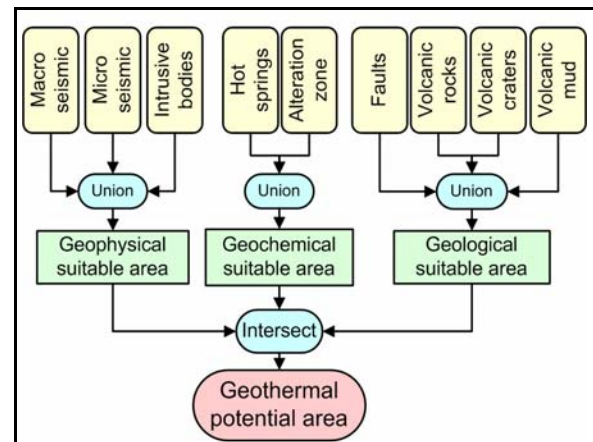 Macro
seismic
Micro
seismic
Intrusive
bodies
Hot
springs
Alteration
zone
Faults
Volcanic
rocks
Volcanic
craters
Volcanic
mud
Union
Union
Union
Geophysical
suitable area
Geochemical
suitable area
Geological
suitable area
Intersect
Geothermal
potential area